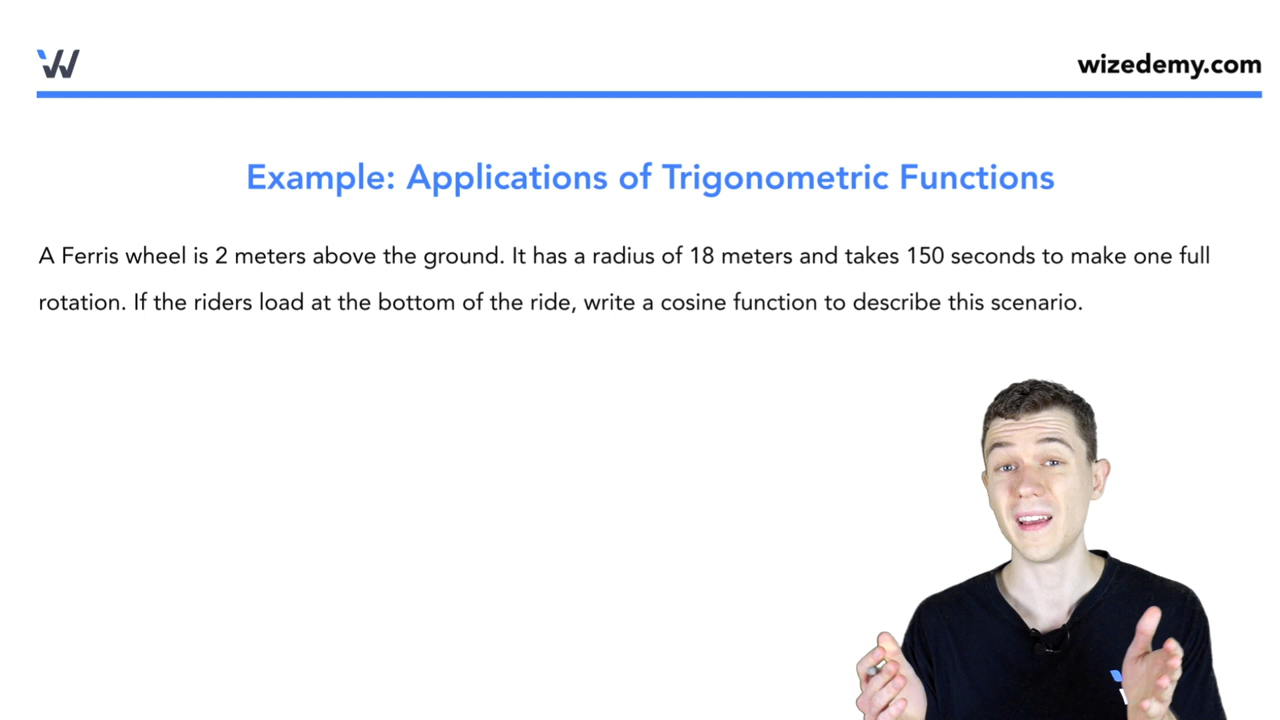 wizedemy.com
Example: Applications of Trigonometric Functions
A Ferris wheel is 2 meters above the ground. It has a radius of 18 meters and takes 150 seconds to make one full
rotation. If the riders load at the bottom of the ride, write a cosine function to describe this scenario.